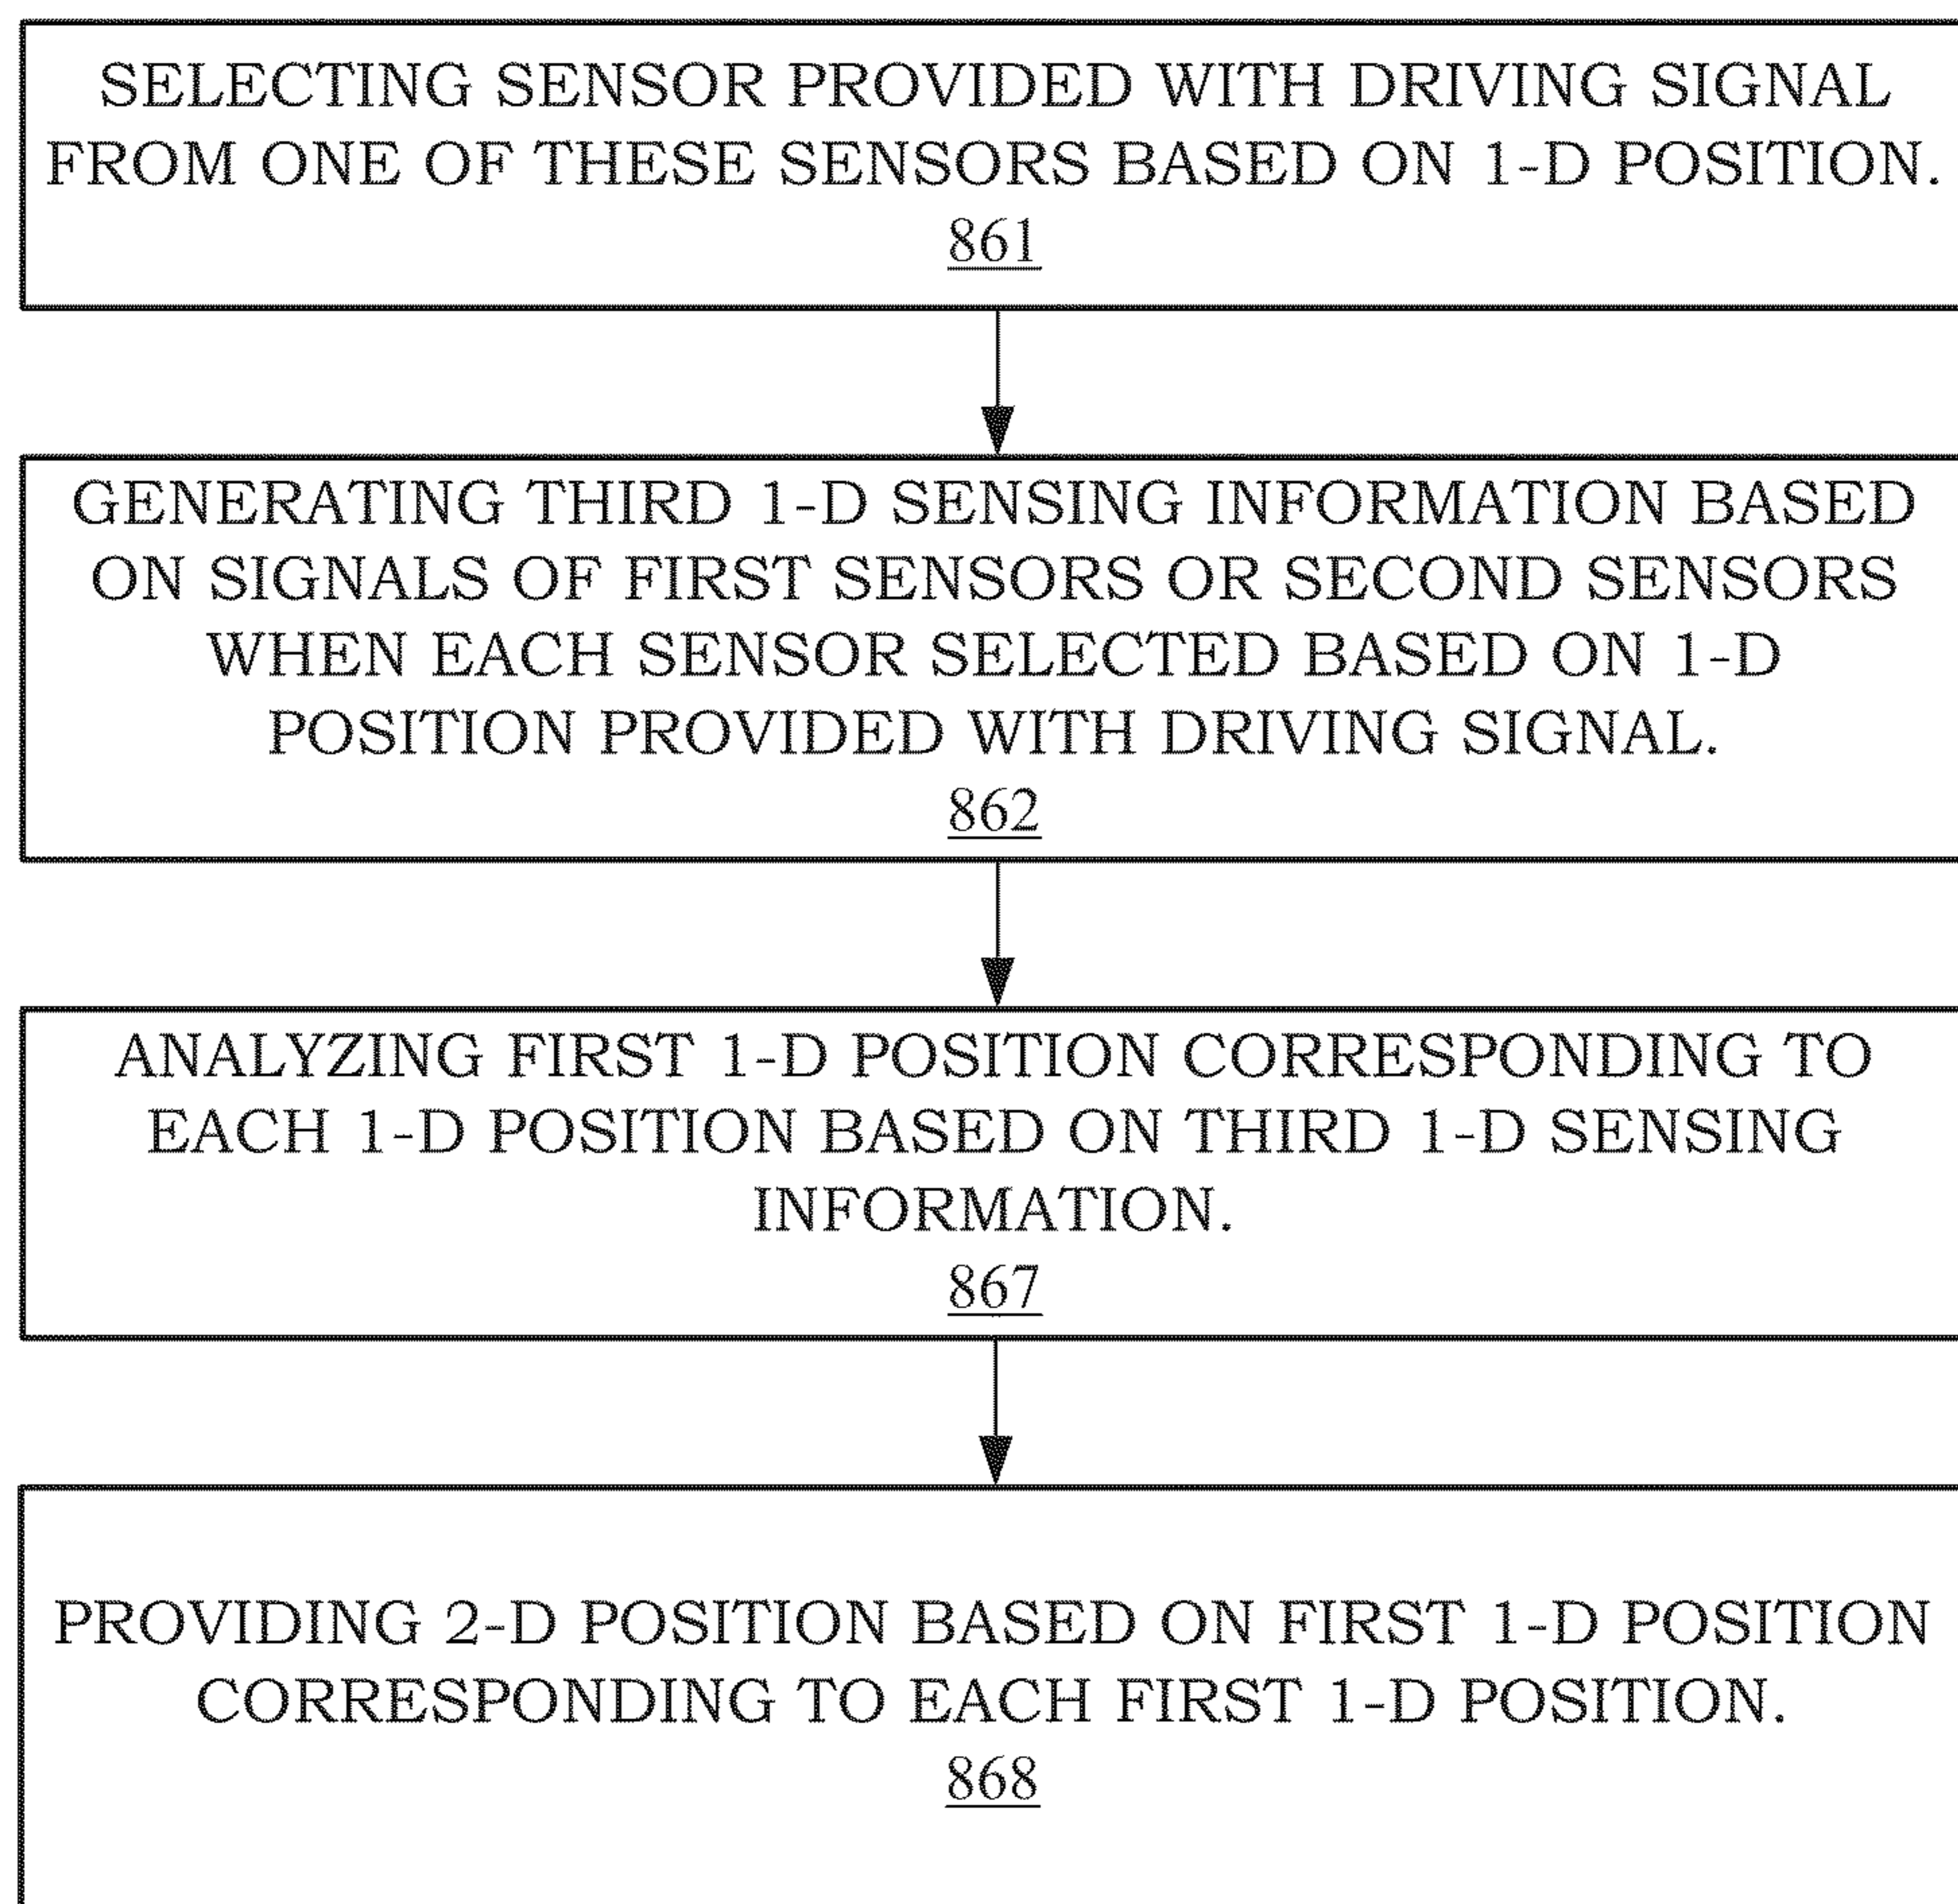 SELECTING SENSOR PROVIDED WITH DRIVING SIGNAL
FROM ONE OF THESE SENSORS BASED ON 1-D POSITION.
861
GENERATING THIRD 1-D SENSING INFORMATION BASED
ON SIGNALS OF FIRST SENSORS OR SECOND SENSORS
WHEN EACH SENSOR SELECTED BASED ON 1-D
POSITION PROVIDED WITH DRIVING SIGNAL.
862
ANALYZING FIRST 1-D POSITION CORRESPONDING TO
EACH 1-D POSITION BASED ON THIRD 1-D SENSING
INFORMATION.
867
PROVIDING 2-D POSITION BASED ON FIRST 1-D POSITION
CORRESPONDING TO EACH FIRST 1-D POSITION.
868